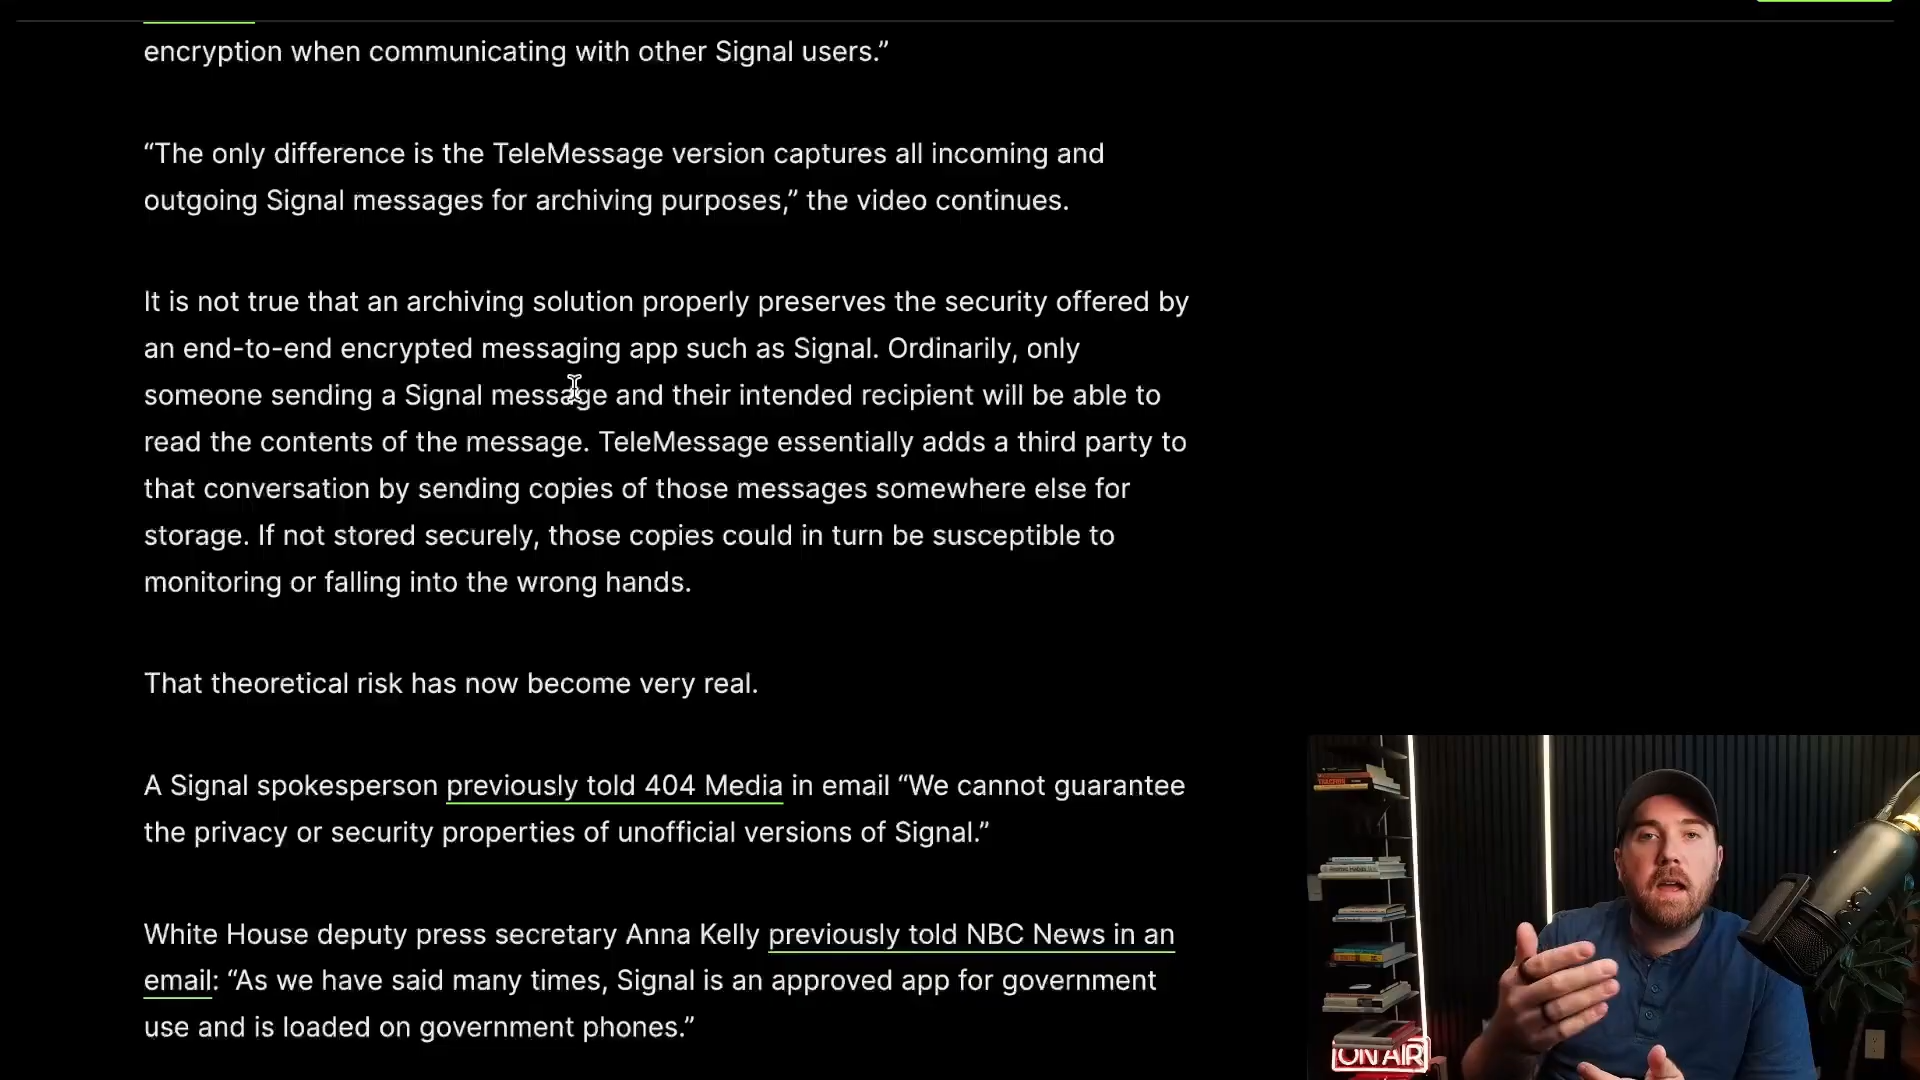 encryption when communicating with other Signal users.”
“The only difference is the TeleMessage version captures all incoming and
outgoing Signal messages for archiving purposes,” the video continues.
It is not true that an archiving solution properly preserves the security offered by
an end-to-end encrypted messaging app such as Signal. Ordinarily, only
someone sending a Signal message and their intended recipient will be able to
read the contents of the message. TeleMessage essentially adds a third party to
that conversation by sending copies of those messages somewhere else for
storage. If not stored securely, those copies could in turn be susceptible to
monitoring or falling into the wrong hands.
That theoretical risk has now become very real.
A Signal spokesperson previously told 404 Media in email “We cannot guarantee
the privacy or security properties of unofficial versions of Signal.”
White House deputy press secretary Anna Kelly previously told NBC News in an
email: “As we have said many times, Signal is an approved app for government
use and is loaded on government phones.”
ON AIR